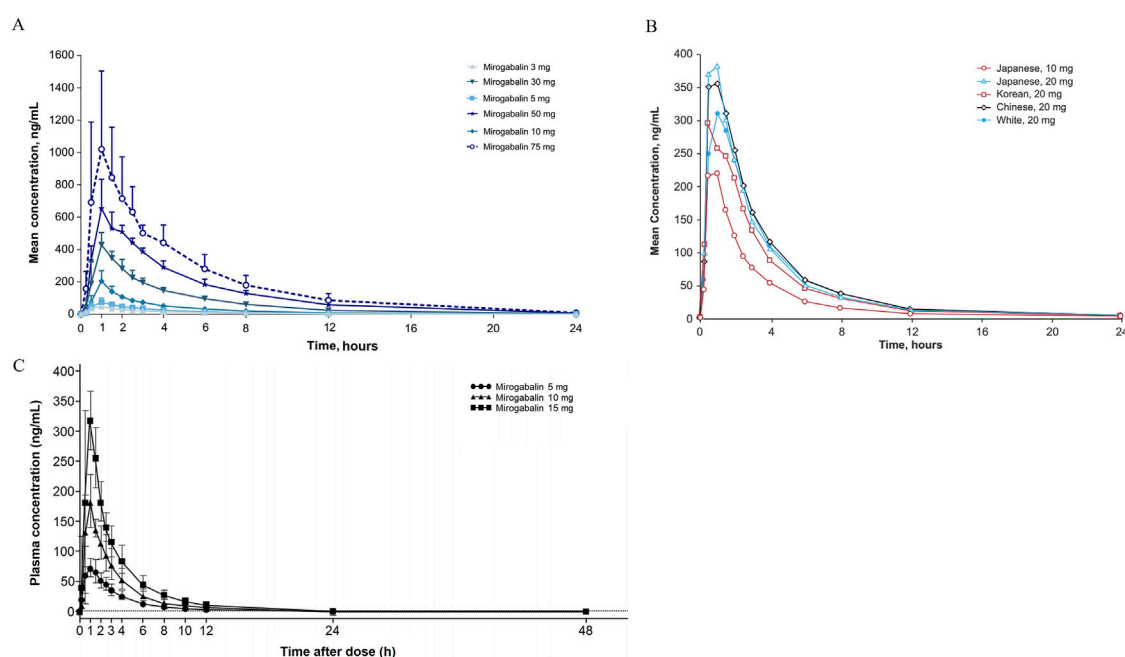 A
Mean concentration, ng/mL
1600
1400
1200
1000
800
600
400
200
0
0 1 2 4 6 8 12 20 24
Time, hours
Mirogabalin 3 mg
Mirogabalin 30 mg
Mirogabalin 5 mg
Mirogabalin 50 mg
Mirogabalin 10 mg
Mirogabalin 75 mg
B
Mean Concentration, ng/mL
400
350
300
250
200
150
100
50
0
0 4 8 12 16 20 24
Time, hours
Japanese, 10 mg
Japanese, 20 mg
Korean, 20 mg
Chinese, 20 mg
White, 20 mg
C
Plasma concentration (ng/mL)
400
350
300
250
200
150
100
50
0
0 1 2 3 4 6 8 10 12 24 48
Time after dose (h)
Mirogabalin 5 mg
Mirogabalin 10 mg
Mirogabalin 15 mg